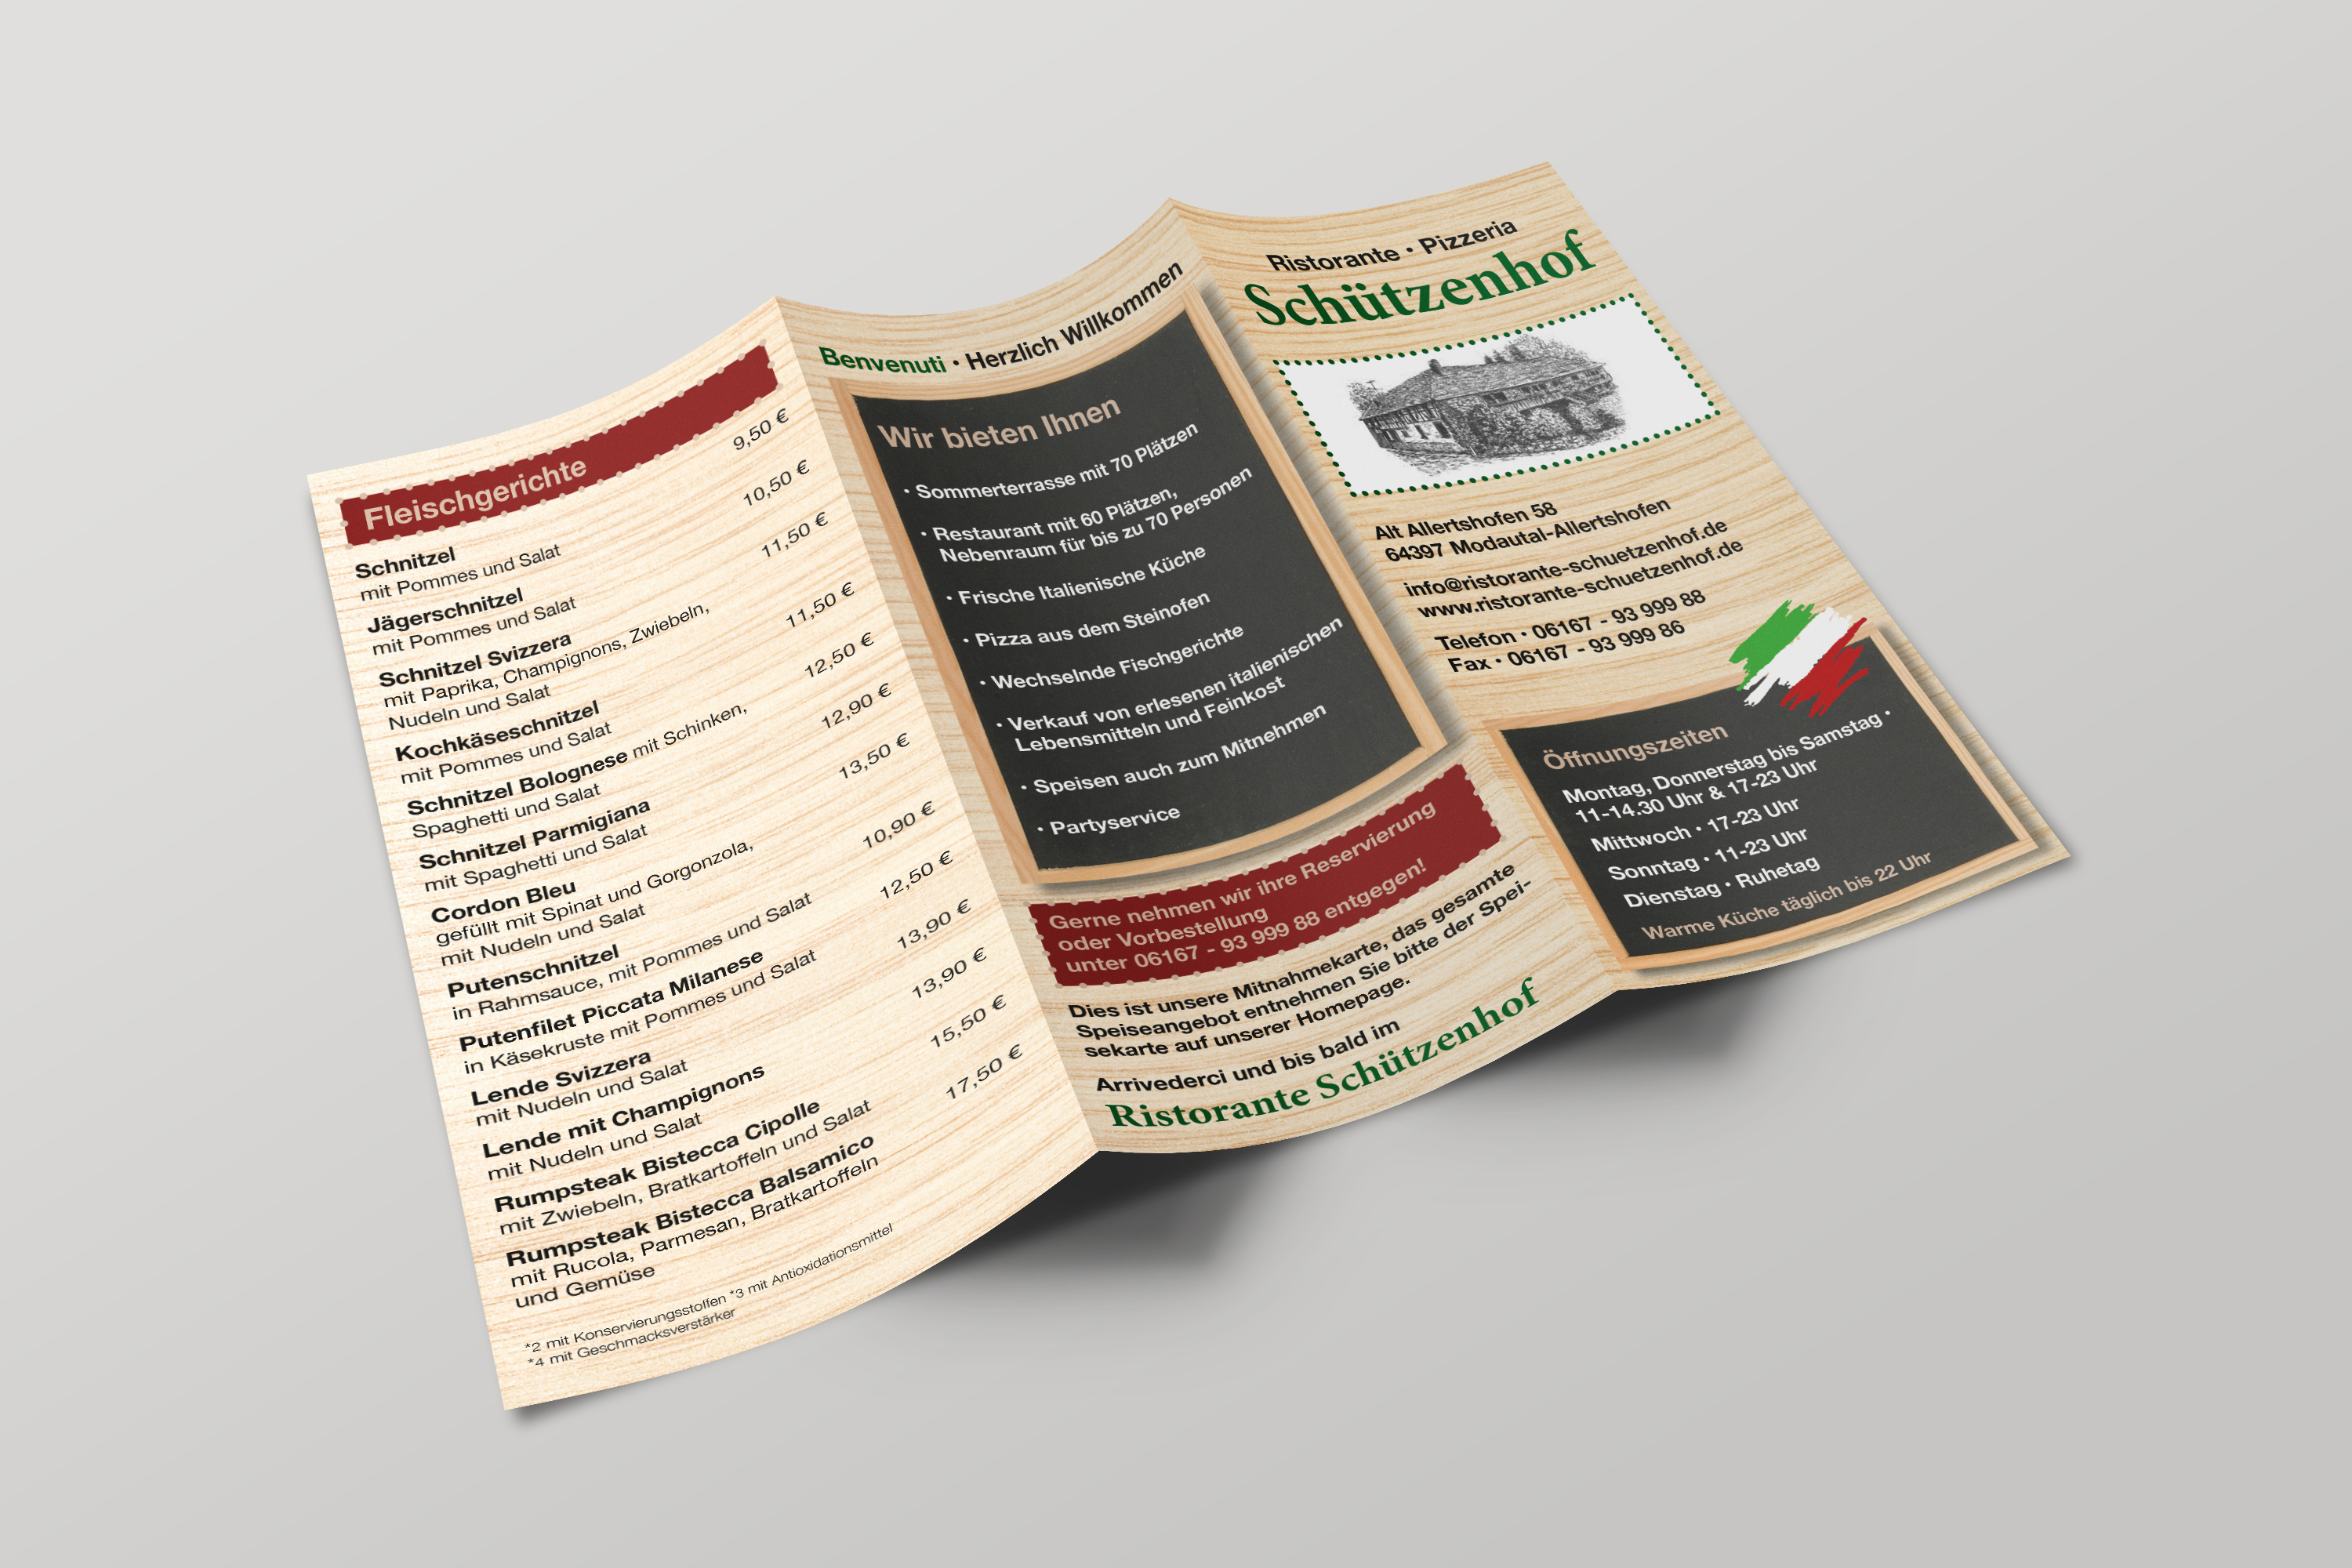 Fleischgerichte
Schnitzel 9,50 €
mit Pommes und Salat
Jägerschnitzel 10,50 €
mit Pommes und Salat
Schnitzel Svizzera 11,50 €
mit Paprika, Champignons, Zwiebeln,
Nudeln und Salat
Kochkäseschnitzel 11,50 €
mit Pommes und Salat
Schnitzel Bolognese mit Schinken, 12,50 €
Spaghetti und Salat
Schnitzel Parmigiana 12,90 €
mit Spaghetti und Salat
Cordon Bleu 13,50 €
gefüllt mit Spinat und Gorgonzola,
mit Nudeln und Salat
Putenschnitzel 10,90 €
in Rahmsauce, mit Pommes und Salat
Putenfilet Piccata Milanese 12,50 €
in Käsekruste mit Pommes und Salat
Lende Svizzera 13,90 €
mit Nudeln und Salat
Lende mit Champignons 13,90 €
mit Nudeln und Salat
Rumpsteak Bistecca Cipolle 15,50 €
mit Zwiebeln, Bratkartoffeln und Salat
Rumpsteak Bistecca Balsamico 17,50 €
mit Rucola, Parmesan, Bratkartoffeln
und Gemüse
*2 mit Konservierungsstoffen *3 mit Antioxidationsmittel
*4 mit Geschmacksverstärker
Benvenuti • Herzlich Willkommen
Wir bieten Ihnen
• Sommerterrasse mit 70 Plätzen
• Restaurant mit 60 Plätzen,
Nebenraum für bis zu 70 Personen
• Frische Italienische Küche
• Pizza aus dem Steinofen
• Wechselnde Fischgerichte
• Verkauf von erlesenen italienischen
Lebensmitteln und Feinkost
• Speisen auch zum Mitnehmen
• Partyservice
Gerne nehmen wir ihre Reservierung
oder Vorbestellung
unter 06167 - 93 999 88 entgegen!
Dies ist unsere Mitnahmekarte, das gesamte
Speiseangebot entnehmen Sie bitte der Spei-
sekarte auf unserer Homepage.
Arrivederci und bis bald im
Ristorante Schützenhof
Ristorante • Pizzeria
Schützenhof
Alt Allertshofen 58
64397 Modautal-Allertshofen
info@ristorante-schuetzenhof.de
www.ristorante-schuetzenhof.de
Telefon • 06167 - 93 999 88
Fax • 06167 - 93 999 86
Öffnungszeiten
Montag, Donnerstag bis Samstag •
11-14.30 Uhr & 17-23 Uhr
Mittwoch • 17-23 Uhr
Sonntag • 11-23 Uhr
Dienstag • Ruhetag
Warme Küche täglich bis 22 Uhr